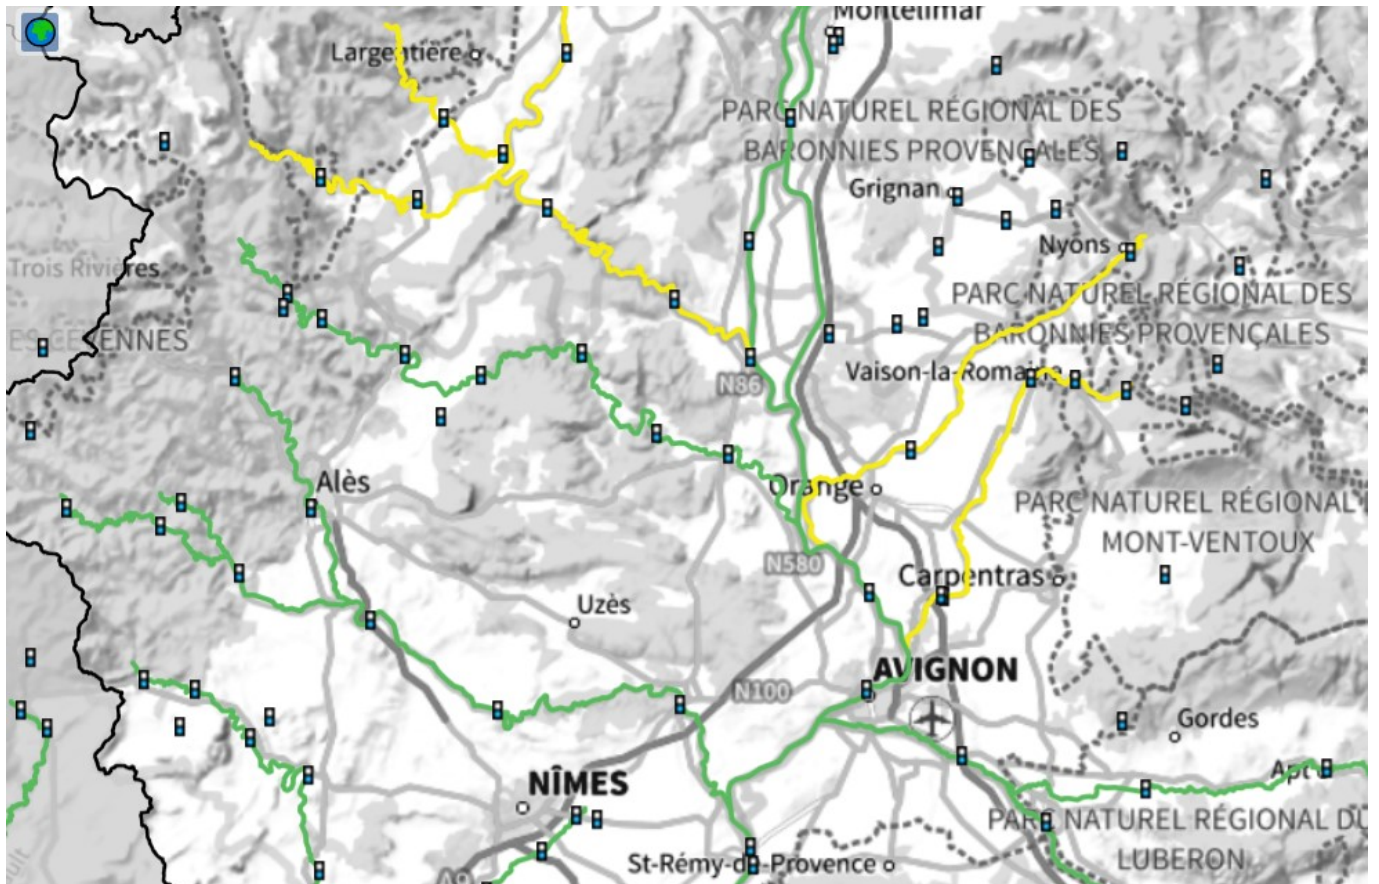 Montélimar
Largentière
PARC NATUREL RÉGIONAL DES
BARONNIES PROVENÇALES
Grignan
Nyons
Trois Rivières
PARC NATUREL RÉGIONAL DES
BARONNIES PROVENÇALES
ES CÉVENNES
Vaison-la-Romaine
N86
Alès
Orange
PARC NATUREL RÉGIONAL
MONT-VENTOUX
N580
Carpentras
Uzès
AVIGNON
N100
Gordes
Apt
NÎMES
PARC NATUREL RÉGIONAL DU
LUBERON
St-Rémy-de-Provence
A9